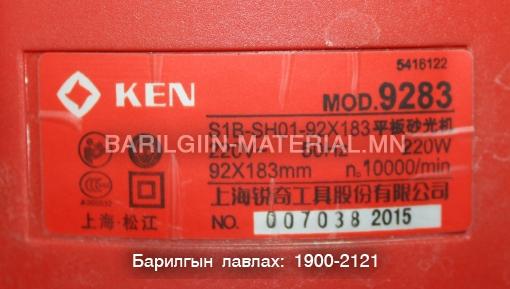 5416122
KEN MOD.9283
S1B-SH01-92X183平板砂光机
BARILGIIN-MATERIAL.MN
220V 50Hz 220W
92X183mm n₀10000/min
上海锐奇工具股份有限公司
上海·松江
NO. 007038 2015
Барилгын лавлах: 1900-2121